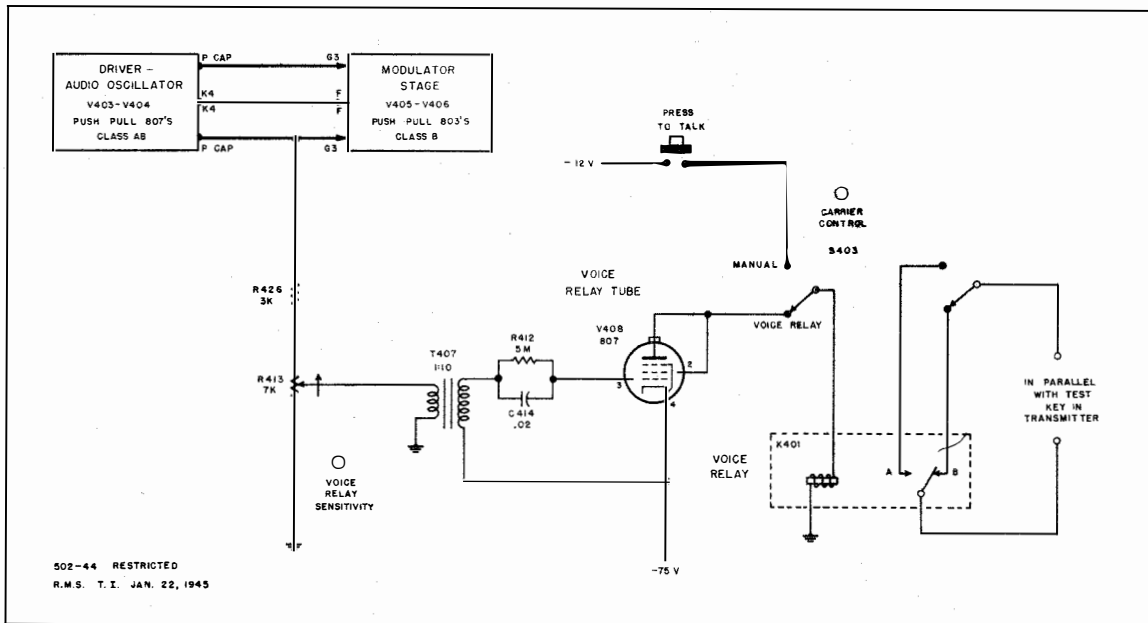 DRIVER –
AUDIO OSCILLATOR
V403–V404
PUSH PULL 807'S
CLASS AB
P CAP
K4
K4
P CAP
G3
F
F
G3
MODULATOR
STAGE
V405–V406
PUSH PULL 803'S
CLASS B
PRESS
TO TALK
– 12 V
CARRIER
CONTROL
S403
MANUAL
VOICE
RELAY TUBE
R426
3K
VOICE RELAY
V408
807
R412
5M
T407
1:10
2
3
4
R413
7K
C414
.02
IN PARALLEL
WITH TEST
KEY IN
TRANSMITTER
K401
VOICE
RELAY
A
B
VOICE
RELAY
SENSITIVITY
502-44 RESTRICTED
R.M.S. T.I. JAN. 22, 1945
–75 V